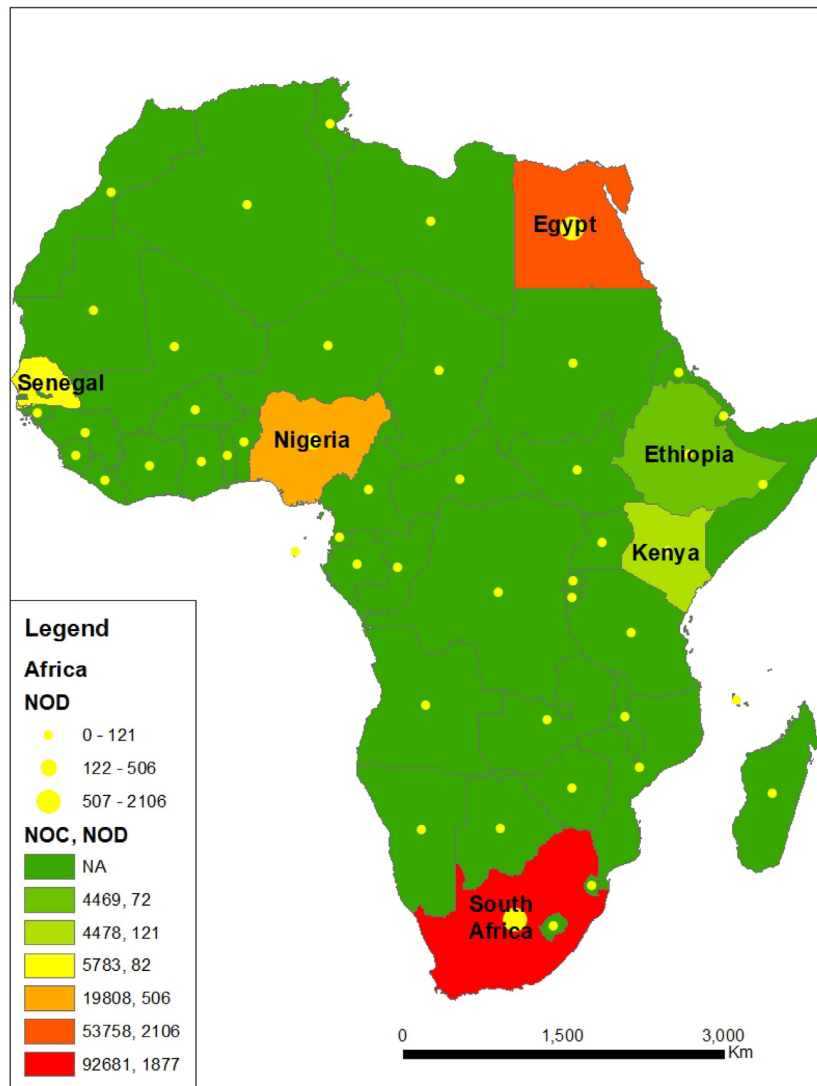 Egypt
Senegal
Nigeria
Ethiopia
Kenya
South
Africa
Legend
Africa
NOD
0 - 121
122 - 506
507 - 2106
NOC, NOD
NA
4469, 72
4478, 121
5783, 82
19808, 506
53758, 2106
92681, 1877
0 1,500 3,000
Km